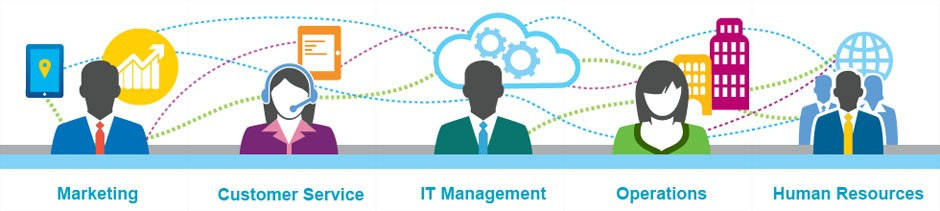 Marketing
Customer Service
IT Management
Operations
Human Resources